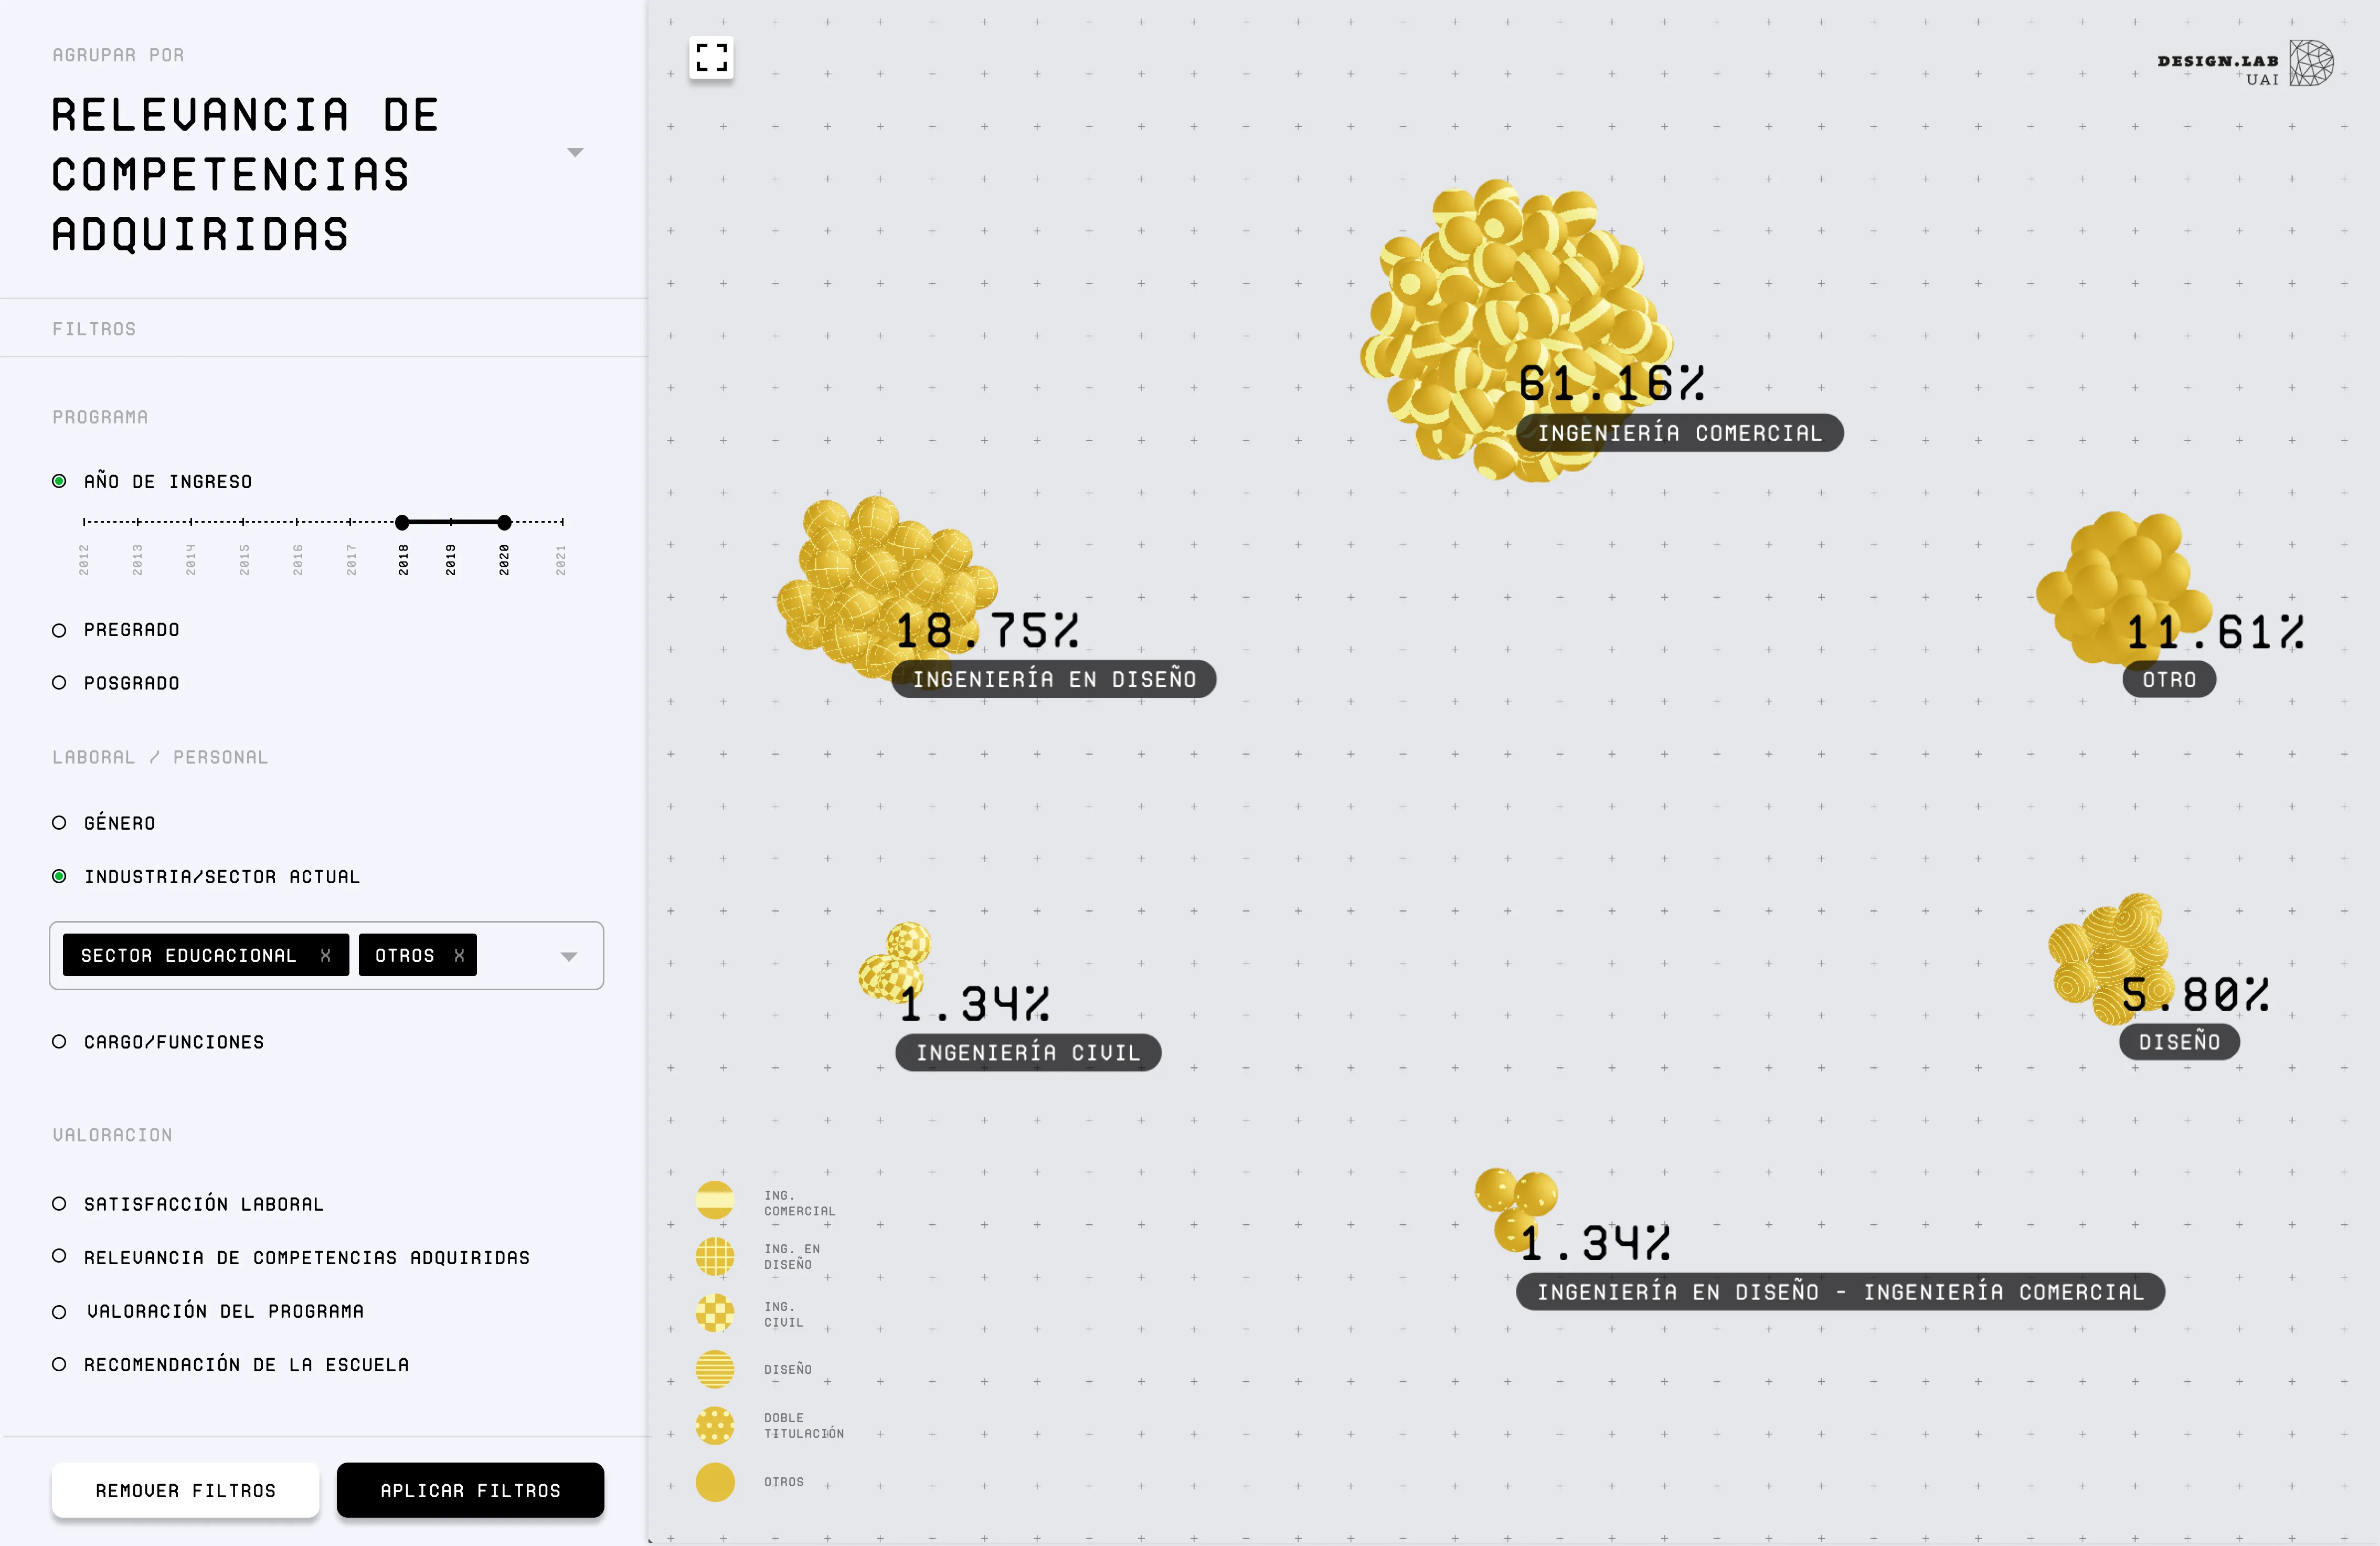 AGRUPAR POR
RELEVANCIA DE
COMPETENCIAS
ADQUIRIDAS
FILTROS
PROGRAMA
AÑO DE INGRESO
2012
2013
2014
2015
2016
2017
2018
2019
2020
2021
PREGRADO
POSGRADO
LABORAL / PERSONAL
GÉNERO
INDUSTRIA/SECTOR ACTUAL
SECTOR EDUCACIONAL X
OTROS X
CARGO/FUNCIONES
VALORACION
SATISFACCIÓN LABORAL
RELEVANCIA DE COMPETENCIAS ADQUIRIDAS
VALORACIÓN DEL PROGRAMA
RECOMENDACIÓN DE LA ESCUELA
REMOVER FILTROS
APLICAR FILTROS
DESIGN.LAB
UAI
61.16%
INGENIERÍA COMERCIAL
18.75%
INGENIERÍA EN DISEÑO
11.61%
OTRO
1.34%
INGENIERÍA CIVIL
5.80%
DISEÑO
1.34%
INGENIERÍA EN DISEÑO - INGENIERÍA COMERCIAL
ING.
COMERCIAL
ING. EN
DISEÑO
ING.
CIVIL
DISEÑO
DOBLE
TITULACIÓN
OTROS